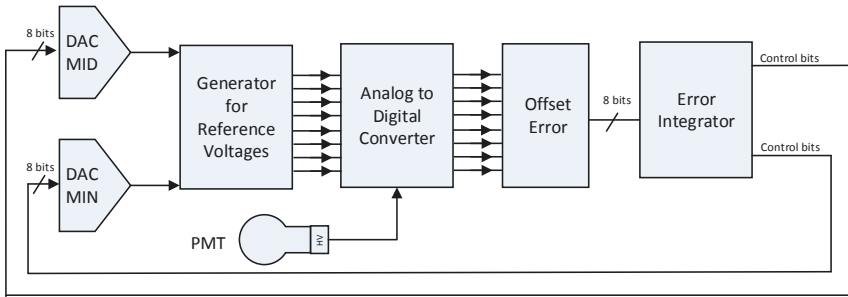 8 bits
DAC
MID
Generator
for
Reference
Voltages
Analog to
Digital
Converter
Offset
Error
8 bits
Error
Integrator
Control bits
Control bits
8 bits
DAC
MIN
PMT
HV